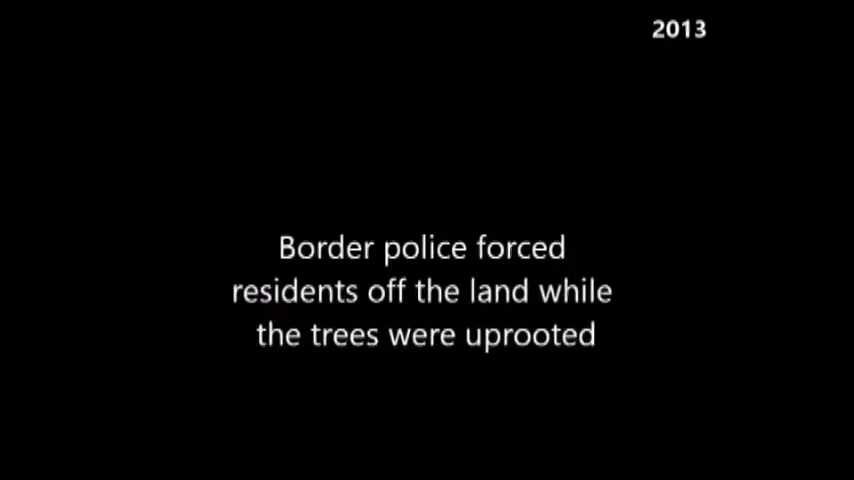 2013
Border police forced
residents off the land while
the trees were uprooted